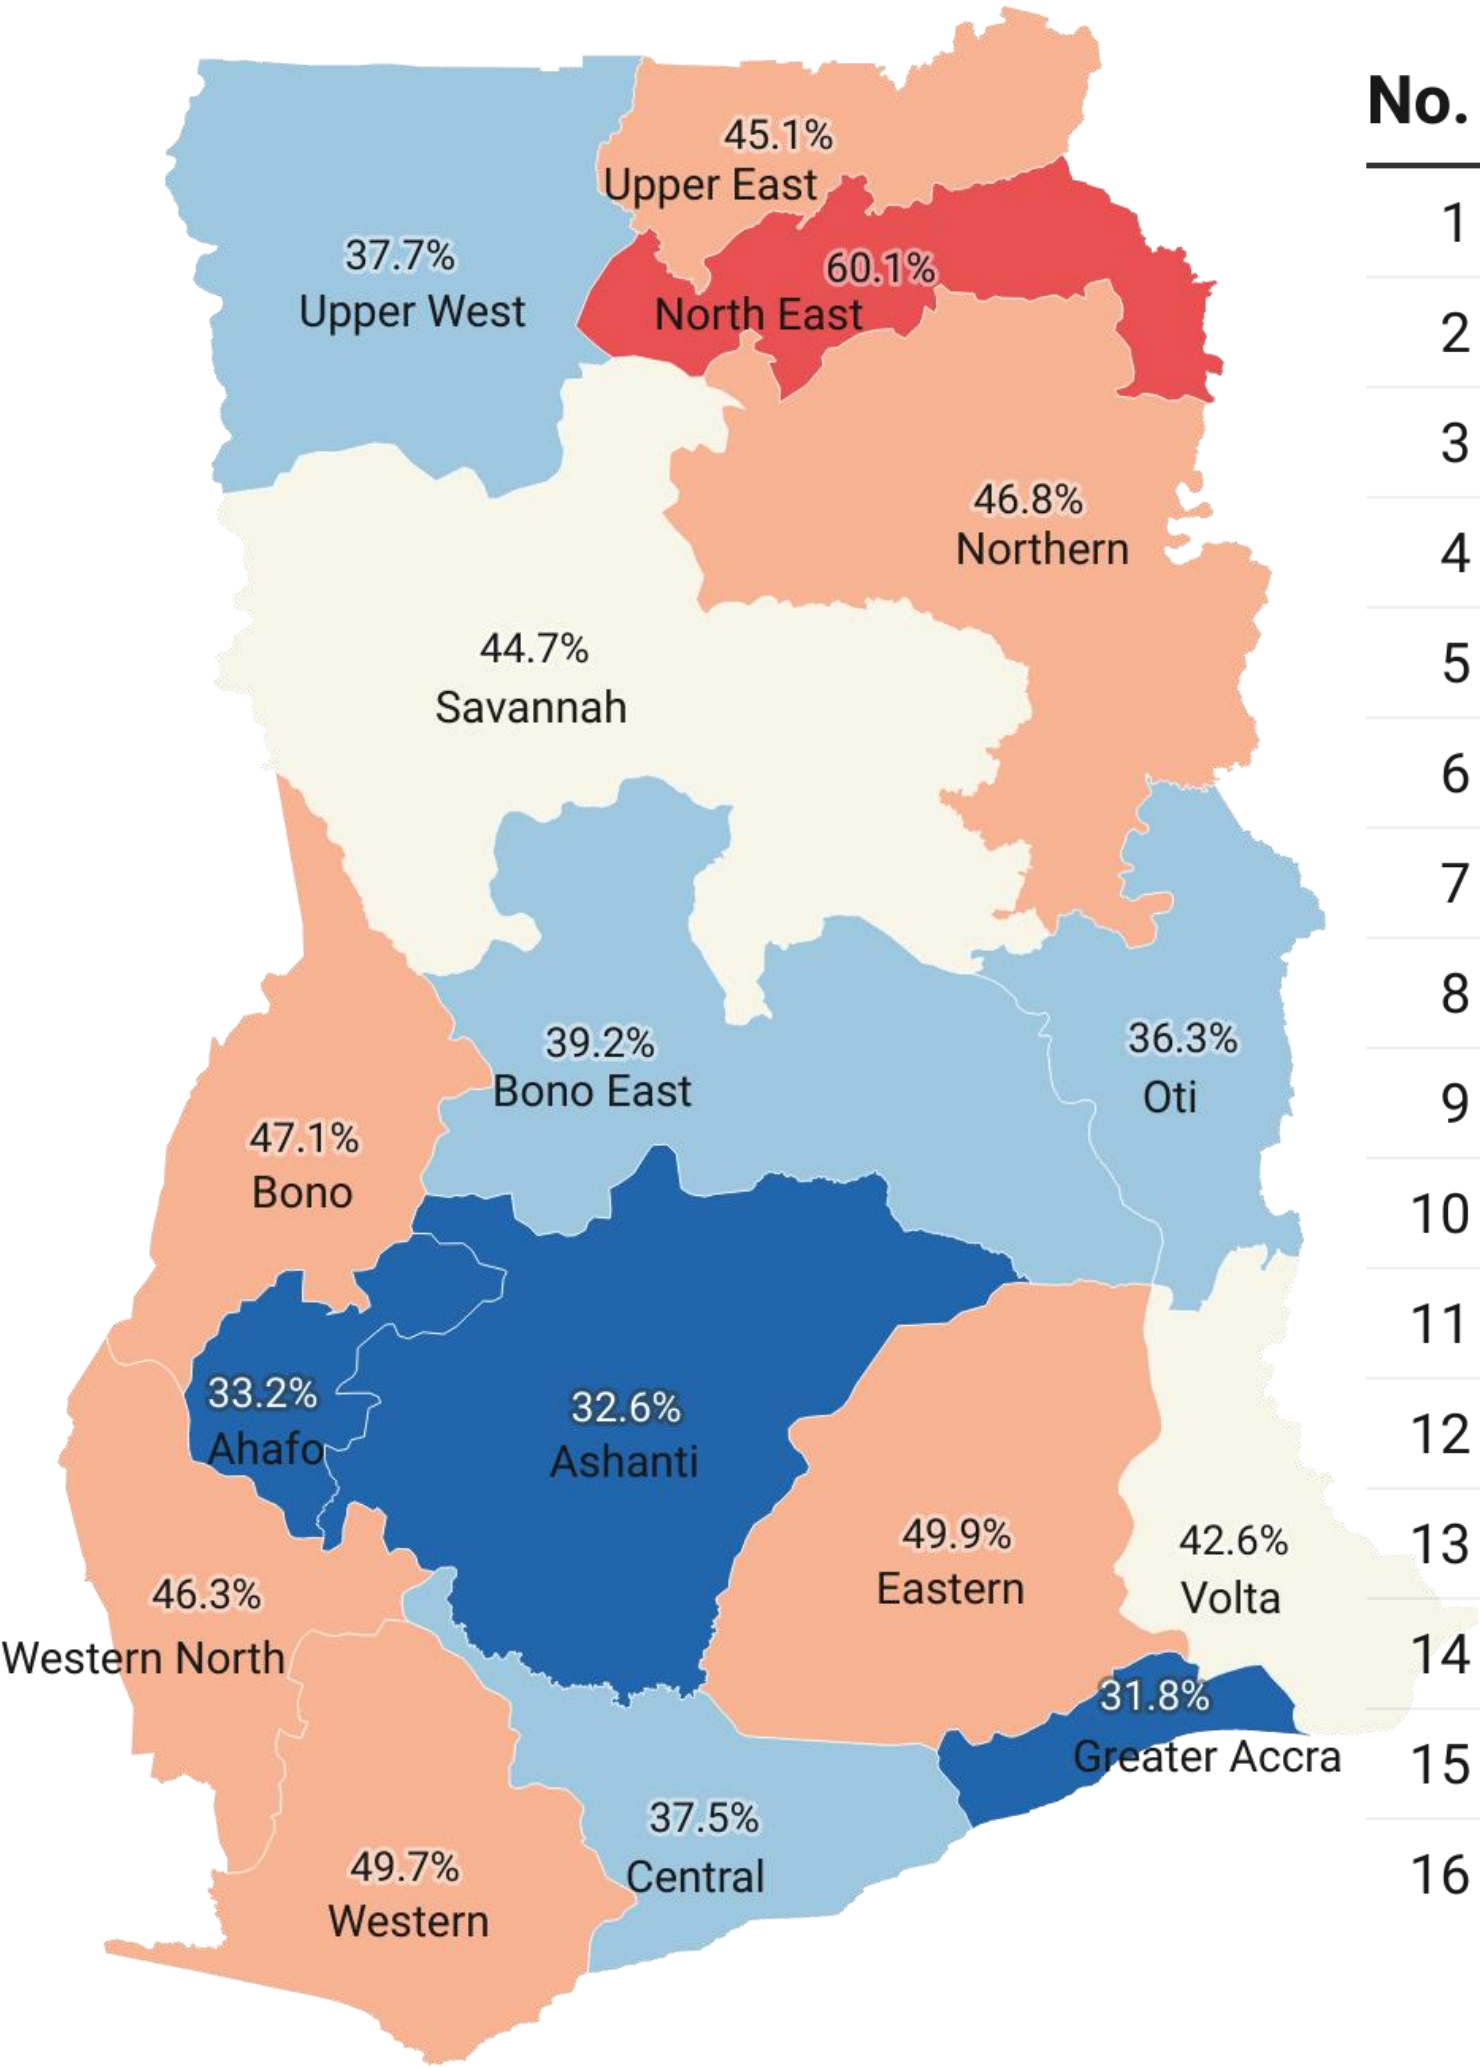 No.
45.1%
Upper East
37.7%
Upper West
60.1%
North East
46.8%
Northern
44.7%
Savannah
39.2%
Bono East
36.3%
Oti
47.1%
Bono
33.2%
Ahafo
32.6%
Ashanti
49.9%
Eastern
42.6%
Volta
46.3%
Western North
31.8%
Greater Accra
37.5%
Central
49.7%
Western
1
2
3
4
5
6
7
8
9
10
11
12
13
14
15
16